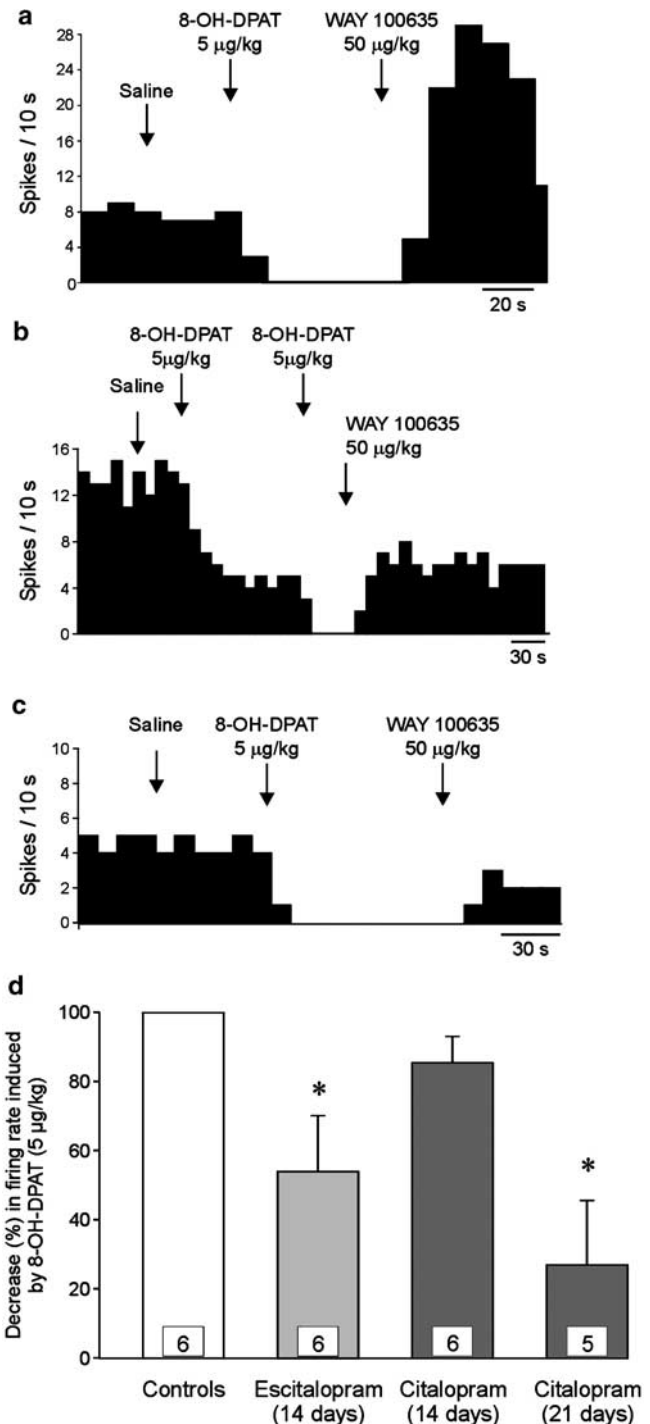 a
8-OH-DPAT WAY 100635
5 µg/kg 50 µg/kg
Saline
Spikes / 10 s
28
24
20
16
12
8
4
0
20 s
b
8-OH-DPAT 8-OH-DPAT
5µg/kg 5µg/kg
Saline
WAY 100635
50 µg/kg
Spikes / 10 s
16
12
8
4
0
30 s
c
Saline 8-OH-DPAT WAY 100635
5 µg/kg 50 µg/kg
Spikes / 10 s
10
8
6
4
2
0
30 s
d
Decrease (%) in firing rate induced
by 8-OH-DPAT (5 µg/kg)
100
80
60
40
20
0
* *
6 6 6 5
Controls Escitalopram Citalopram Citalopram
(14 days) (14 days) (21 days)